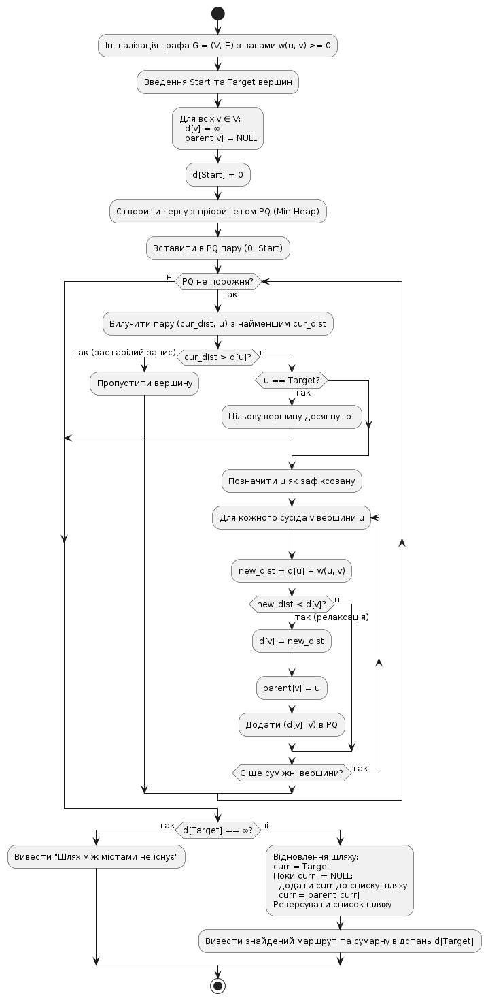 Ініціалізація графа G = (V, E) з вагами w(u, v) >= 0
Введення Start та Target вершин
Для всіх v ∈ V:
d[v] = ∞
parent[v] = NULL
d[Start] = 0
Створити чергу з пріоритетом PQ (Min-Heap)
Вставити в PQ пару (0, Start)
ні
PQ не порожня?
так
Вилучити пару (cur_dist, u) з найменшим cur_dist
так (застарілий запис)
cur_dist > d[u]?
ні
Пропустити вершину
u == Target?
так
Цільову вершину досягнуто!
Позначити u як зафіксовану
Для кожного сусіда v вершини u
new_dist = d[u] + w(u, v)
new_dist < d[v]?
ні
так (релаксація)
d[v] = new_dist
parent[v] = u
Додати (d[v], v) в PQ
Є ще суміжні вершини?
так
так
d[Target] == ∞?
ні
Вивести "Шлях між містами не існує"
Відновлення шляху:
curr = Target
Поки curr != NULL:
додати curr до списку шляху
curr = parent[curr]
Реверсувати список шляху
Вивести знайдений маршрут та сумарну відстань d[Target]